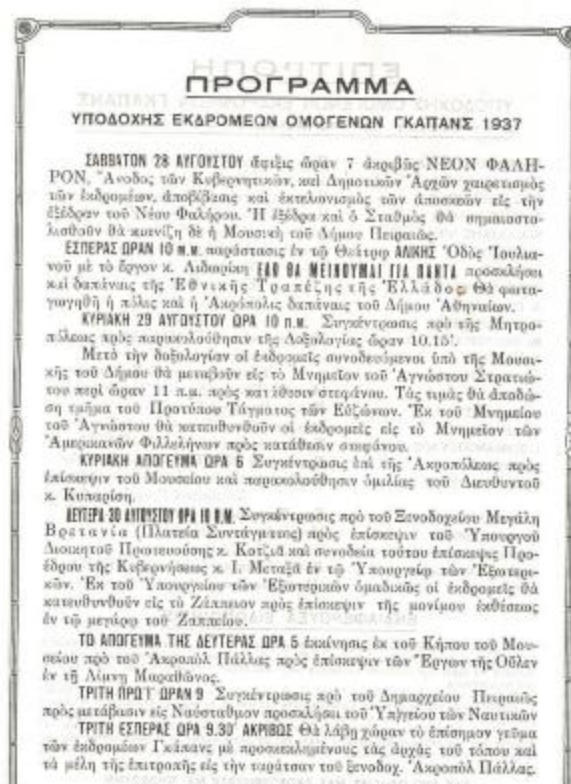 ΠΡΟΓΡΑΜΜΑ
ΥΠΟΔΟΧΗΣ ΕΚΔΡΟΜΕΩΝ ΟΜΟΓΕΝΩΝ ΓΚΑΠΑΝΣ 1937
ΣΑΒΒΑΤΟΝ 28 ΑΥΓΟΥΣΤΟΥ ἄφιξις ὥραν 7 ἀκριβῶς ΝΕΟΝ ΦΑΛΗ-
ΡΟΝ, Ἄνοδος τῶν Κυβερνητικῶν, καὶ Δημοτικῶν Ἀρχῶν χαιρετισμὸς
τῶν ἐκδρομέων, ἀποβίβασις καὶ ἐκτελονισμὸς τῶν ἀποσκεῶν εἰς τὴν
ἐξέδραν τοῦ Νέου Φαλήρου. Ἡ ἐξέδρα καὶ ὁ Σταθμὸς θὰ σημαιοστο-
λισθοῦν θὰ παιανίζῃ δὲ ἡ Μουσικὴ τοῦ Δήμου Πειραιῶς.
ΕΣΠΕΡΑΣ ΩΡΑΝ 10 π.μ. παράστασις ἐν τῷ Θεάτρῳ ΑΛΙΚΗΣ Ὁδὸς Ἰουλια-
νοῦ μὲ τὸ ἔργον κ. Λιδωρίκη ΕΔΩ ΘΑ ΜΕΙΝΟΥΜΑΙ ΓΙΑ ΠΑΝΤΑ προσκλήσει
καὶ δαπάναις τῆς Ἐθνικῆς Τραπέζης τῆς Ἑλλάδος Θὰ φωτα-
γωγηθῇ ἡ πόλις καὶ ἡ Ἀκρόπολις δαπάναις τοῦ Δήμου Ἀθηναίων.
ΚΥΡΙΑΚΗ 29 ΑΥΓΟΥΣΤΟΥ ΩΡΑ 10 π.μ. Συγκέντρωσις πρὸ τῆς Μητρο-
πόλεως πρὸς παρακολούθησιν τῆς Δοξολογίας ὥραν 10.15'.
Μετὰ τὴν δοξολογίαν οἱ ἐκδρομεῖς συνοδευόμενοι ὑπὸ τῆς Μουσι-
κῆς τοῦ Δήμου θὰ μεταβοῦν εἰς τὸ Μνημεῖον τοῦ Ἀγνώστου Στρατιώ-
του περὶ ὥραν 11 π.μ. πρὸς κατάθεσιν στεφάνου. Τὰς τιμὰς θὰ ἀποδώ-
σῃ τμῆμα τοῦ Προτύπου Τάγματος τῶν Εὐζώνων. Ἐκ τοῦ Μνημείου
τοῦ Ἀγνώστου θὰ κατευθυνθοῦν οἱ ἐκδρομεῖς εἰς τὸ Μνημεῖον τῶν
Ἀμερικανῶν Φιλλελήνων πρὸς κατάθεσιν στεφάνου.
ΚΥΡΙΑΚΗ ΑΠΟΓΕΥΜΑ ΩΡΑ 6 Συγκέντρωσις ἐπὶ τῆς Ἀκροπόλεως πρὸς
ἐπίσκεψιν τοῦ Μουσείου καὶ παρακολούθησιν ὁμιλίας τοῦ Διευθυντοῦ
κ. Κυπαρίση.
ΔΕΥΤΕΡΑ 30 ΑΥΓΟΥΣΤΟΥ ΩΡΑ 10 Π.Μ. Συγκέντρωσις πρὸ τοῦ Ξενοδοχείου Μεγάλη
Βρετανία (Πλατεῖα Συντάγματος) πρὸς ἐπίσκεψιν τοῦ Ὑπουργοῦ
Διοικητοῦ Πρωτευούσης κ. Κοτζιᾶ καὶ συνοδεία τούτου ἐπίσκεψις Προ-
έδρου τῆς Κυβερνήσεως κ. Ι. Μεταξᾶ ἐν τῷ Ὑπουργείῳ τῶν Ἐξωτερι-
κῶν. Ἐκ τοῦ Ὑπουργείου τῶν Ἐξωτερικῶν ὁμαδικῶς οἱ ἐκδρομεῖς θὰ
κατευθυνθοῦν εἰς τὸ Ζάππειον πρὸς ἐπίσκεψιν τῆς μονίμου ἐκθέσεως
ἐν τῷ μεγάρῳ τοῦ Ζαππείου.
ΤΟ ΑΠΟΓΕΥΜΑ ΤΗΣ ΔΕΥΤΕΡΑΣ ΩΡΑ 5 ἐκκίνησις ἐκ τοῦ Κήπου τοῦ Μου-
σείου πρὸ τοῦ Ἀκροπὸλ Πάλλας πρὸς ἐπίσκεψιν τῶν Ἔργων τῆς Οὖλεν
ἐν τῇ Λίμνῃ Μαραθῶνος.
ΤΡΙΤΗ ΠΡΩΪ ΩΡΑΝ 9 Συγκέντρωσις πρὸ τοῦ Δημαρχείου Πειραιῶς
πρὸς μετάβασιν εἰς Ναύσταθμον προσκλήσει τοῦ Ὑπ)γείου τῶν Ναυτικῶν
ΤΡΙΤΗ ΕΣΠΕΡΑΣ ΩΡΑ 9.30' ΑΚΡΙΒΩΣ Θὰ λάβῃ χώραν τὸ ἐπίσημον γεῦμα
τῶν ἐκδρομέων Γκάπανς μὲ προσκεκλημένους τὰς ἀρχὰς τοῦ τόπου καὶ
τὰ μέλη τῆς ἐπιτροπῆς εἰς τὴν ταράτσαν τοῦ ξενοδοχ. Ἀκροπὸλ Πάλλας.